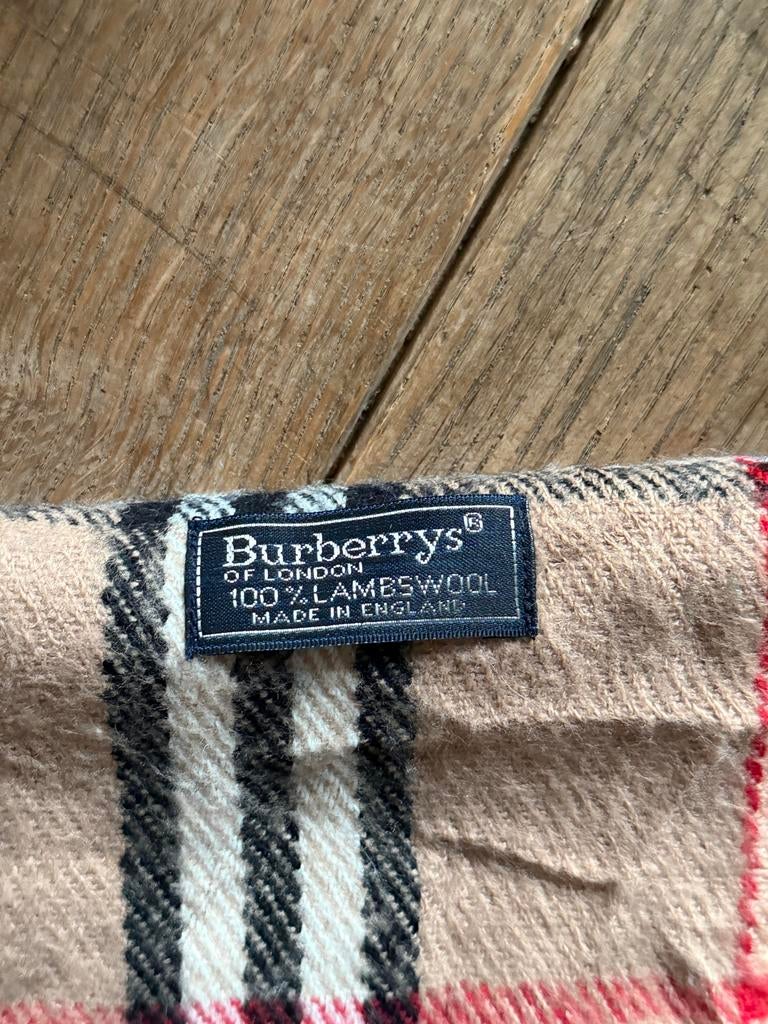 Burberrys®
OF LONDON
100% LAMBSWOOL
MADE IN ENGLAND